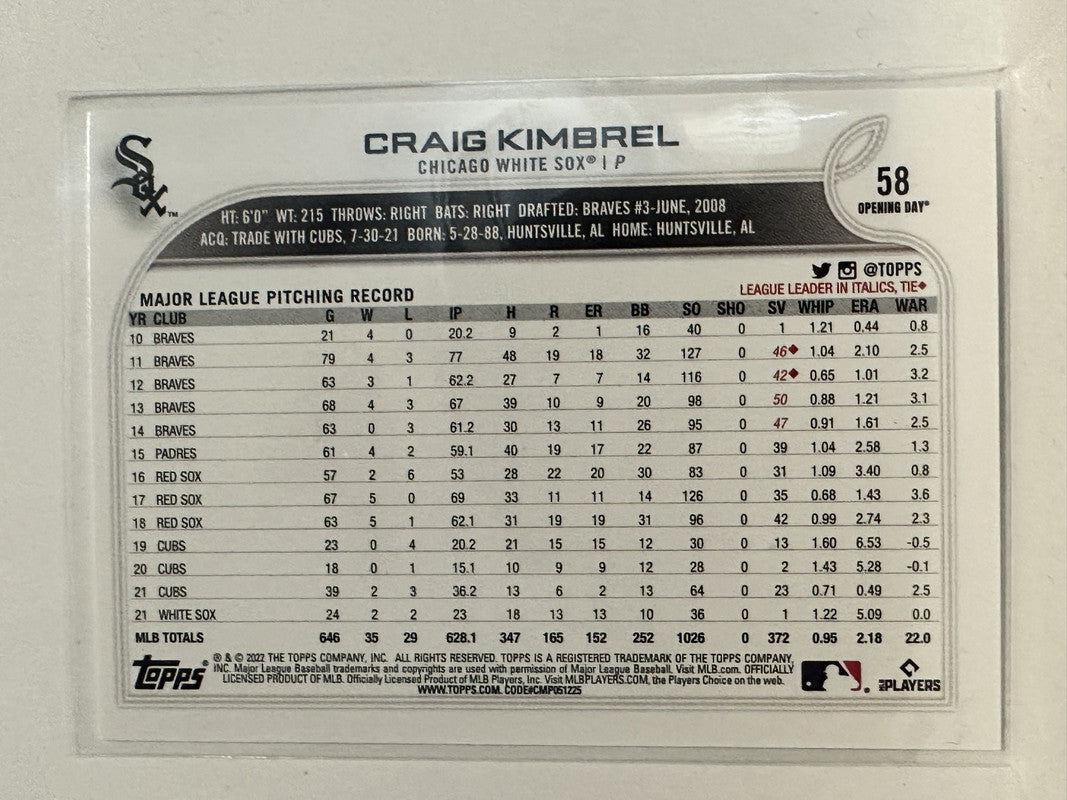 Sox™
CRAIG KIMBREL
CHICAGO WHITE SOX® | P
58
OPENING DAY®
HT: 6'0" WT: 215 THROWS: RIGHT BATS: RIGHT DRAFTED: BRAVES #3-JUNE, 2008
ACQ: TRADE WITH CUBS, 7-30-21 BORN: 5-28-88, HUNTSVILLE, AL HOME: HUNTSVILLE, AL
@TOPPS
MAJOR LEAGUE PITCHING RECORD
LEAGUE LEADER IN ITALICS, TIE◆
YR CLUB G W L IP H R ER BB SO SHO SV WHIP ERA WAR
10 BRAVES 21 4 0 20.2 9 2 1 16 40 0 1 1.21 0.44 0.8
11 BRAVES 79 4 3 77 48 19 18 32 127 0 46◆ 1.04 2.10 2.5
12 BRAVES 63 3 1 62.2 27 7 7 14 116 0 42◆ 0.65 1.01 3.2
13 BRAVES 68 4 3 67 39 10 9 20 98 0 50 0.88 1.21 3.1
14 BRAVES 63 0 3 61.2 30 13 11 26 95 0 47 0.91 1.61 2.5
15 PADRES 61 4 2 59.1 40 19 17 22 87 0 39 1.04 2.58 1.3
16 RED SOX 57 2 6 53 28 22 20 30 83 0 31 1.09 3.40 0.8
17 RED SOX 67 5 0 69 33 11 11 14 126 0 35 0.68 1.43 3.6
18 RED SOX 63 5 1 62.1 31 19 19 31 96 0 42 0.99 2.74 2.3
19 CUBS 23 0 4 20.2 21 15 15 12 30 0 13 1.60 6.53 -0.5
20 CUBS 18 0 1 15.1 10 9 9 12 28 0 2 1.43 5.28 -0.1
21 CUBS 39 2 3 36.2 13 6 2 13 64 0 23 0.71 0.49 2.5
21 WHITE SOX 24 2 2 23 18 13 13 10 36 0 1 1.22 5.09 0.0
MLB TOTALS 646 35 29 628.1 347 165 152 252 1026 0 372 0.95 2.18 22.0
Topps®
® & © 2022 THE TOPPS COMPANY, INC. ALL RIGHTS RESERVED. TOPPS IS A REGISTERED TRADEMARK OF THE TOPPS COMPANY,
INC. Major League Baseball trademarks and copyrights are used with permission of Major League Baseball. Visit MLB.com. OFFICIALLY
LICENSED PRODUCT OF MLB. Officially Licensed Product of MLB Players, Inc. Visit MLBPLAYERS.COM, the Players Choice on the web.
WWW.TOPPS.COM. CODE#CMP051225
MLB PLAYERS